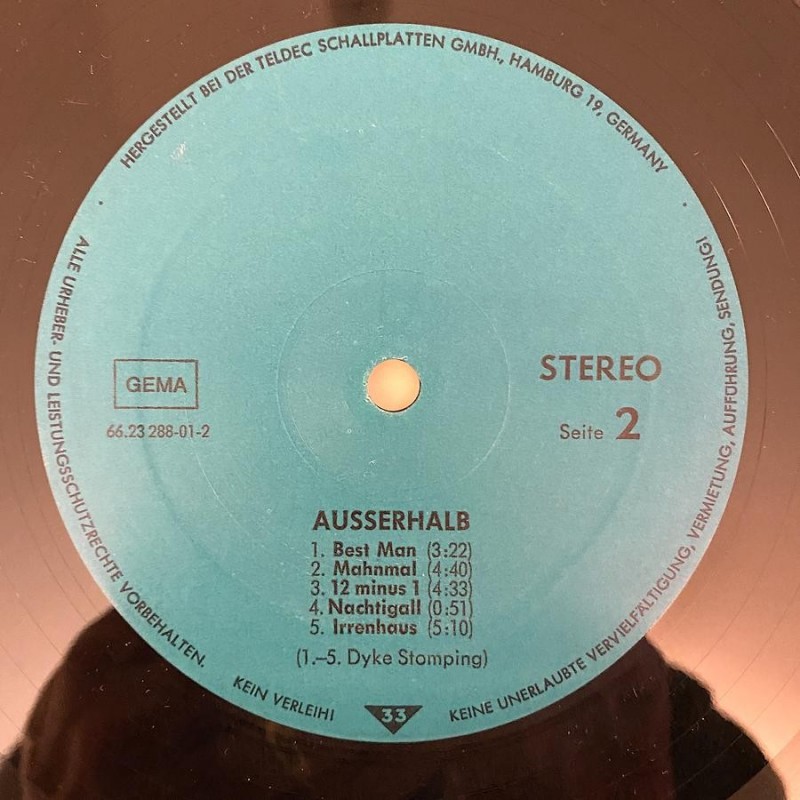 HERGESTELLT BEI DER TELDEC SCHALLPLATTEN GMBH., HAMBURG 19, GERMANY
GEMA
66.23 288-01-2
STEREO
Seite 2
AUSSERHALB
1. Best Man (3:22)
2. Mahnmal (4:40)
3. 12 minus 1 (4:33)
4. Nachtigall (0:51)
5. Irrenhaus (5:10)
(1.–5. Dyke Stomping)
ALLE URHEBER- UND LEISTUNGSSCHUTZRECHTE VORBEHALTEN.
KEIN VERLEIH!
33
KEINE UNERLAUBTE VERVIELFÄLTIGUNG, VERMIETUNG, AUFFÜHRUNG, SENDUNG!